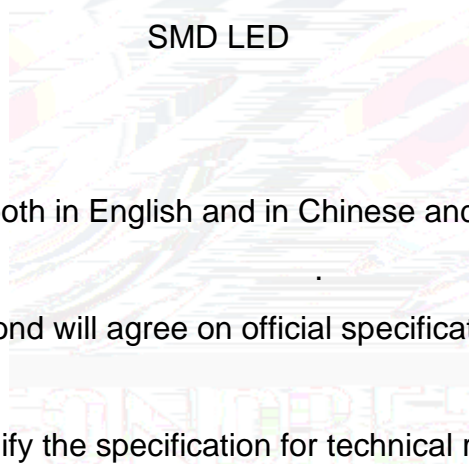 SMD LED
oth in English and in Chinese and
.
ond will agree on official specificat
ify the specification for technical r